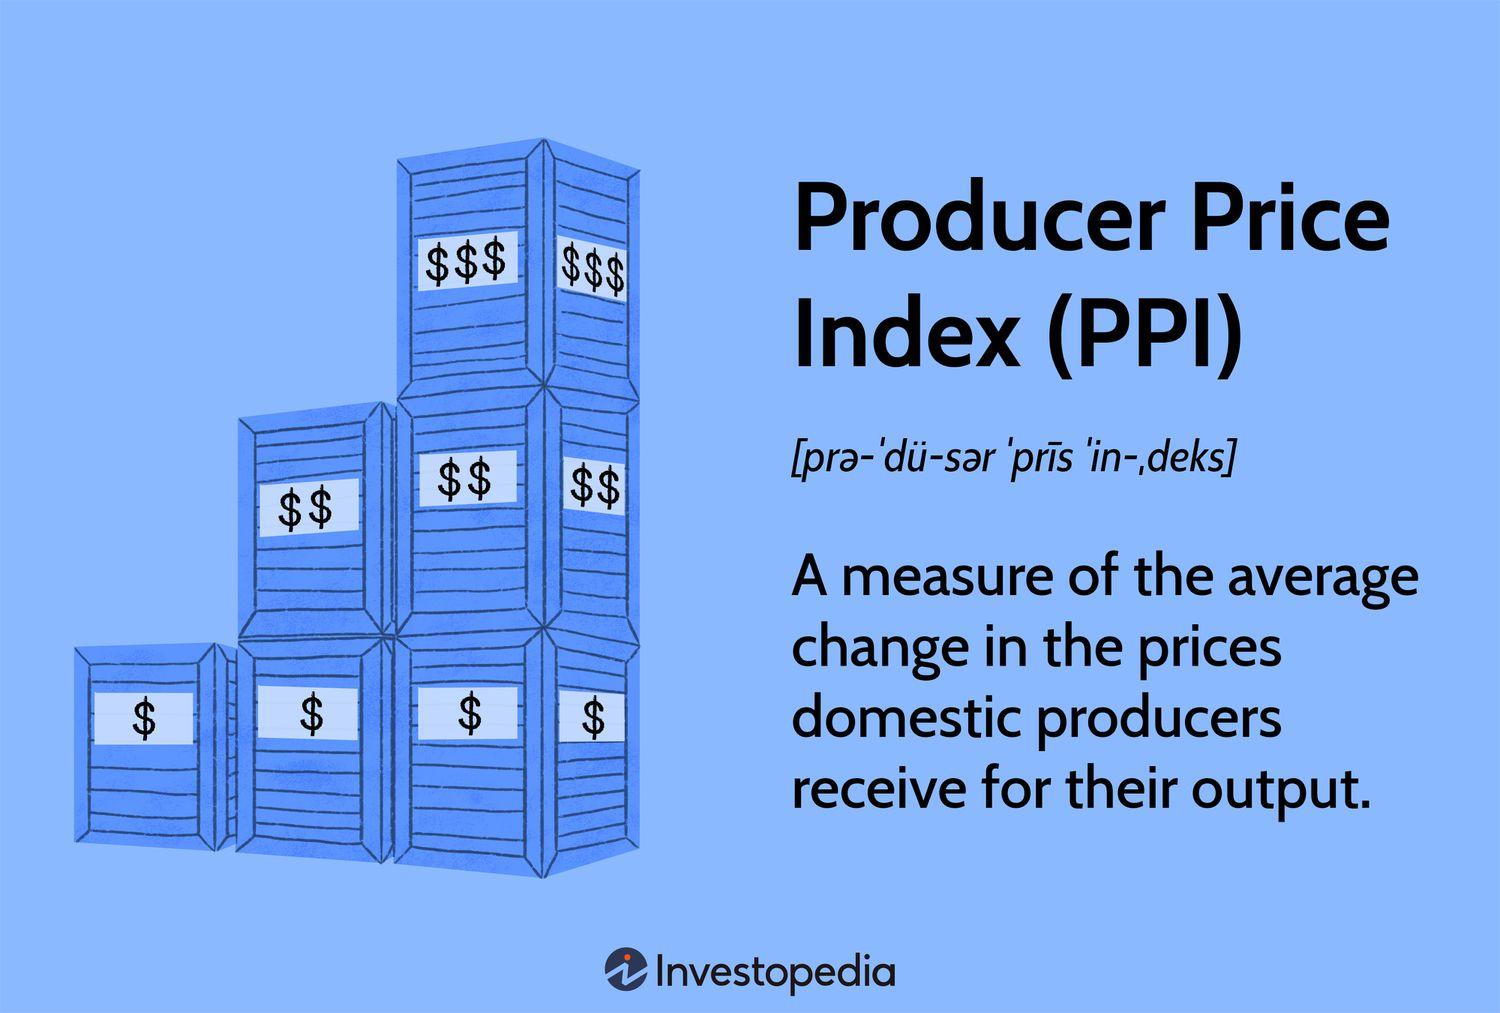 $$$ $$$
$$ $$ $$
$ $ $ $
Producer Price
Index (PPI)
[prə-ˈdü-sər ˈprīs ˈin-ˌdeks]
A measure of the average
change in the prices
domestic producers
receive for their output.
Investopedia